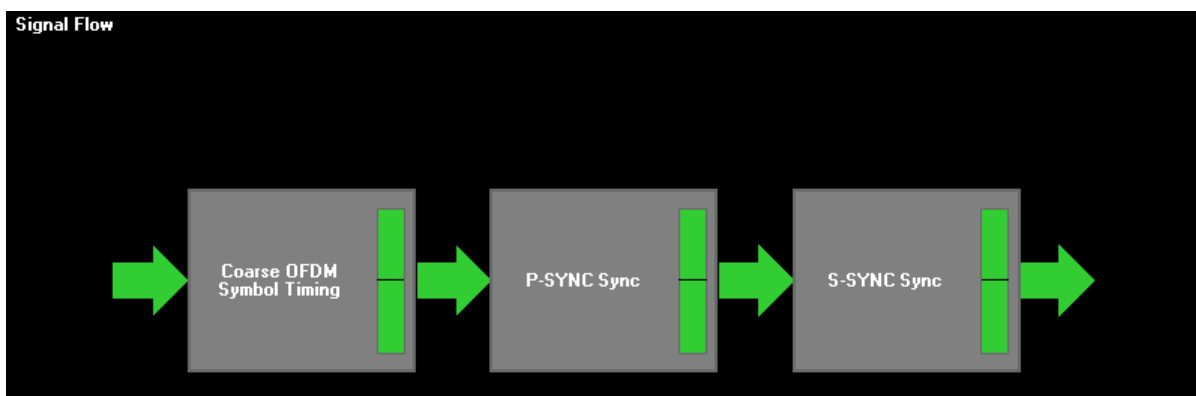 Signal Flow
Coarse OFDM
Symbol Timing
P-SYNC Sync
S-SYNC Sync